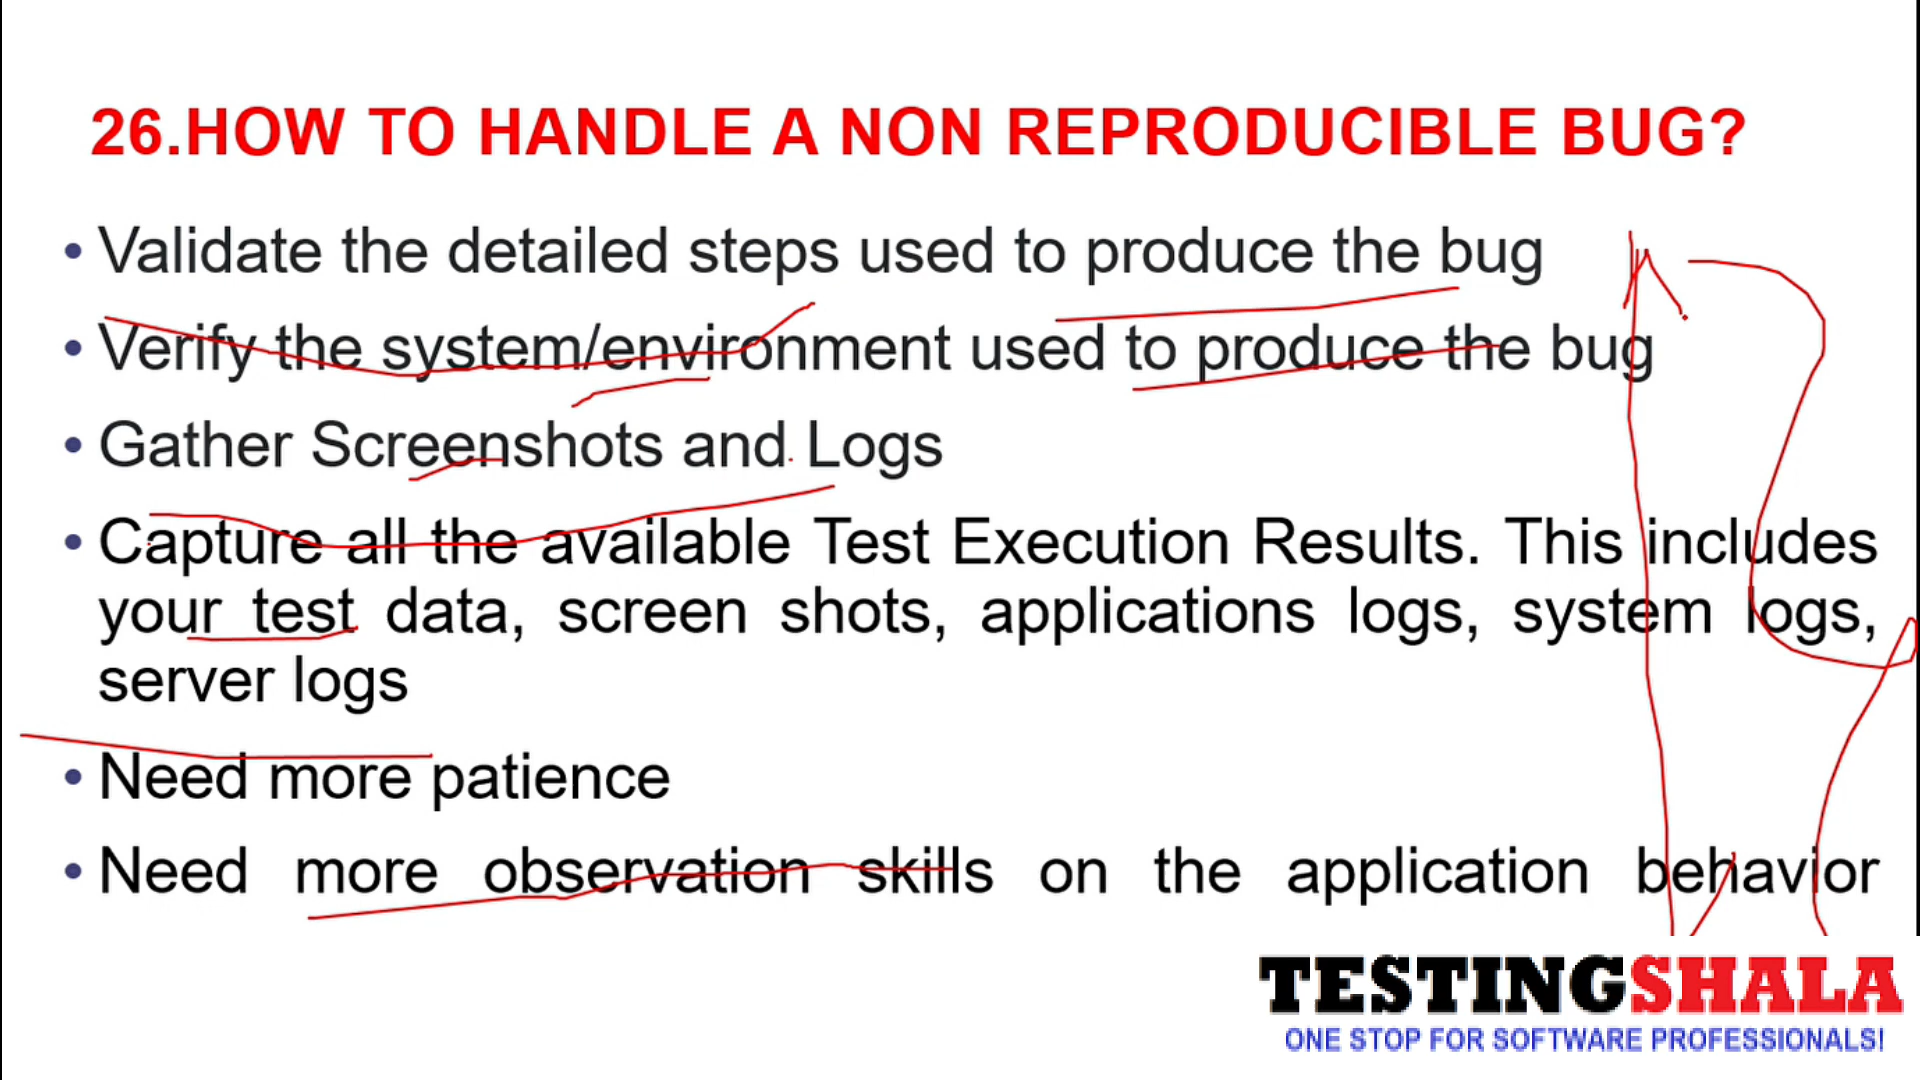 26.HOW TO HANDLE A NON REPRODUCIBLE BUG?
• Validate the detailed steps used to produce the bug
• Verify the system/environment used to produce the bug
• Gather Screenshots and Logs
• Capture all the available Test Execution Results. This includes
your test data, screen shots, applications logs, system logs,
server logs
• Need more patience
• Need more observation skills on the application behavior
TESTINGSHALA
ONE STOP FOR SOFTWARE PROFESSIONALS!